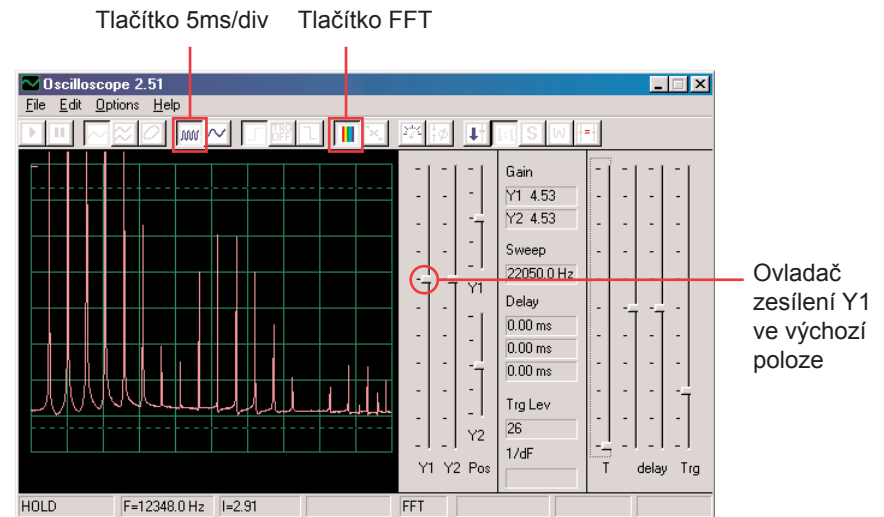 Tlačítko 5ms/div Tlačítko FFT
Oscilloscope 2.51
File Edit Options Help
TRG OFF
S W
Gain
Y1 4.53
Y2 4.53
Sweep
22050.0 Hz
Y1
Delay
0.00 ms
0.00 ms
0.00 ms
Trg Lev
26
Y2
1/dF
Y1 Y2 Pos
T delay Trg
Ovladač
zesílení Y1
ve výchozí
poloze
HOLD F=12348.0 Hz I=2.91 FFT